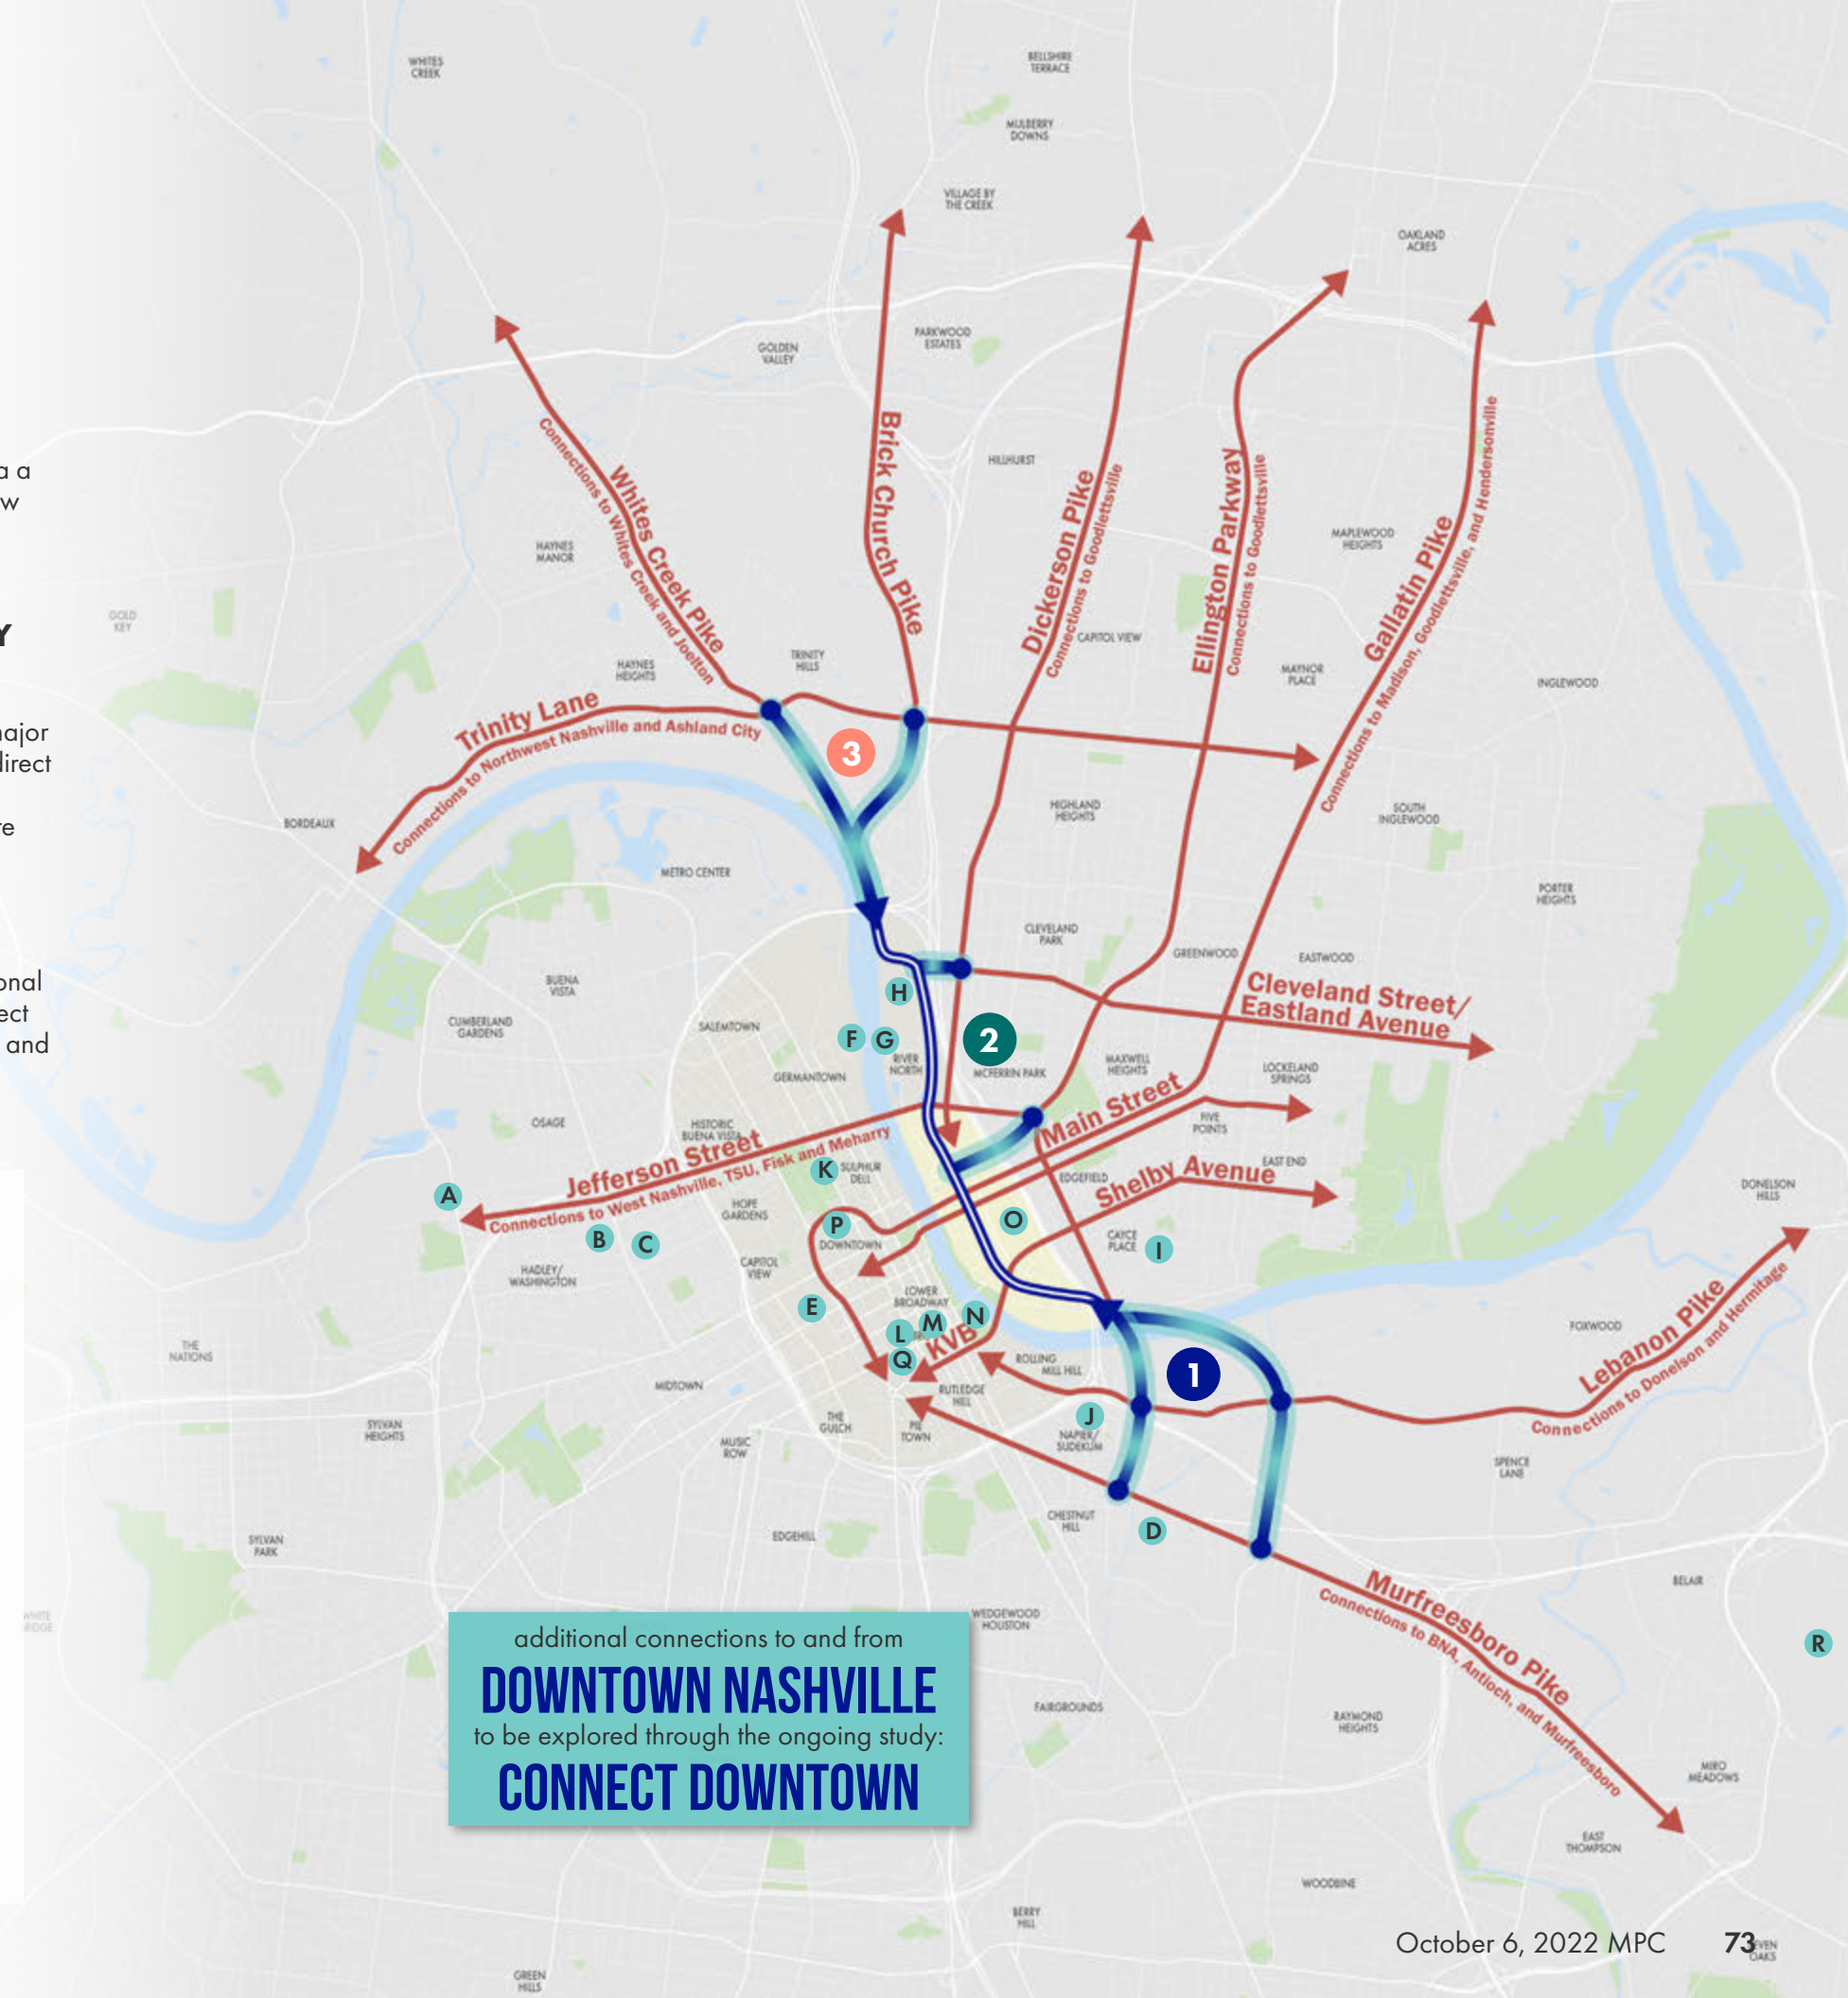 WHITES
CREEK
BELLSHIRE
TERRACE
MULBERRY
DOWNS
VILLAGE BY
THE CREEK
OAKLAND
ACRES
GOLDEN
VALLEY
PARKWOOD
ESTATES
HILLHURST
a a
w
HAYNES
MANOR
MAPLEWOOD
HEIGHTS
Whites Creek Pike
Connections to Whites Creek and Joelton
Brick Church Pike
Dickerson Pike
Connections to Goodlettsville
Ellington Parkway
Connections to Goodlettsville
Gallatin Pike
Connections to Madison, Goodlettsville, and Hendersonville
GOLD
KEY
Y
CAPITOL VIEW
HAYNES
HEIGHTS
TRINITY
HILLS
MAYNOR
PLACE
INGLEWOOD
Trinity Lane
Connections to Northwest Nashville and Ashland City
najor
direct
3
re
BORDEAUX
HIGHLAND
HEIGHTS
SOUTH
INGLEWOOD
METRO CENTER
PORTER
HEIGHTS
CLEVELAND
PARK
GREENWOOD
EASTWOOD
onal
ect
and
BUENA
VISTA
H
Cleveland Street/
Eastland Avenue
CUMBERLAND
GARDENS
SALEMTOWN
F
G
2
RIVER
NORTH
MCFERRIN PARK
MAXWELL
HEIGHTS
LOCKELAND
SPRINGS
GERMANTOWN
OSAGE
HISTORIC
BUENA VISTA
Main Street
FIVE
POINTS
Jefferson Street
Connections to West Nashville, TSU, Fisk and Meharry
K
SULPHUR
DELL
EDGEFIELD
EAST END
Shelby Avenue
A
HOPE
GARDENS
DONELSON
HILLS
B
C
P
DOWNTOWN
O
CAYCE
PLACE
I
HADLEY/
WASHINGTON
CAPITOL
VIEW
E
LOWER
BROADWAY
L
M
N
KVB
Q
FOXWOOD
Lebanon Pike
Connections to Donelson and Hermitage
THE
NATIONS
ROLLING
MILL HILL
1
MIDTOWN
RUTLEDGE
HILL
SYLVAN
HEIGHTS
THE
GULCH
PIE
TOWN
J
NAPIER/
SUDEKUM
MUSIC
ROW
SPENCE
LANE
CHESTNUT
HILL
D
EDGEHILL
SYLVAN
PARK
BELAIR
Murfreesboro Pike
Connections to BNA, Antioch, and Murfreesboro
WHITE
RIDGE
WEDGEWOOD
HOUSTON
R
additional connections to and from
DOWNTOWN NASHVILLE
to be explored through the ongoing study:
CONNECT DOWNTOWN
FAIRGROUNDS
RAYMOND
HEIGHTS
MIRO
MEADOWS
EAST
THOMPSON
WOODBINE
BERRY
HILL
October 6, 2022 MPC 73
EVEN
OAKS
GREEN
HILLS